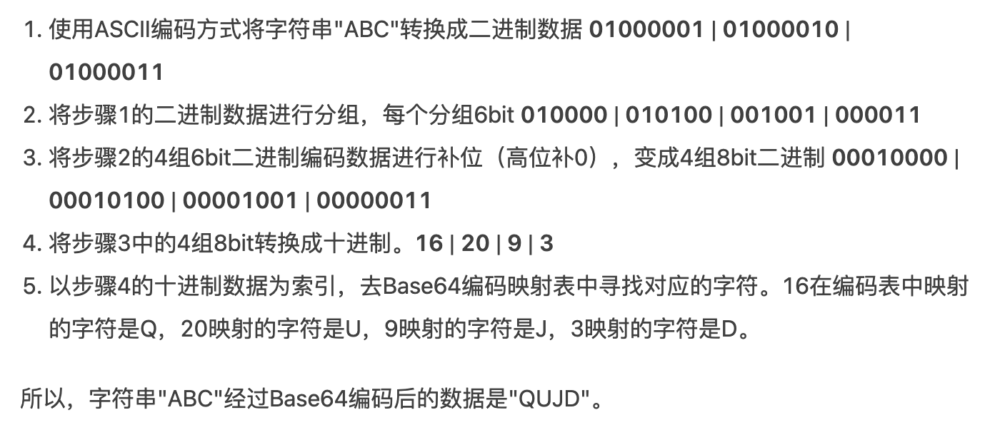 1. 使用ASCII编码方式将字符串"ABC"转换成二进制数据 01000001 | 01000010 |
01000011
2. 将步骤1的二进制数据进行分组，每个分组6bit 010000 | 010100 | 001001 | 000011
3. 将步骤2的4组6bit二进制编码数据进行补位（高位补0），变成4组8bit二进制 00010000 |
00010100 | 00001001 | 00000011
4. 将步骤3中的4组8bit转换成十进制。16 | 20 | 9 | 3
5. 以步骤4的十进制数据为索引，去Base64编码映射表中寻找对应的字符。16在编码表中映射
的字符是Q，20映射的字符是U，9映射的字符是J，3映射的字符是D。
所以，字符串"ABC"经过Base64编码后的数据是"QUJD"。